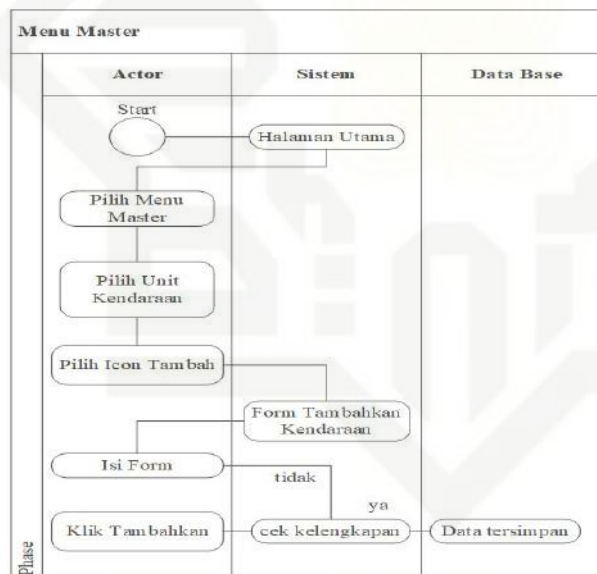 Menu Master
Actor
Sistem
Data Base
Start
Halaman Utama
Pilih Menu
Master
Pilih Unit
Kendaraan
Pilih Icon Tambah
Form Tambahkan
Kendaraan
Isi Form
tidak
ya
Klik Tambahkan
cek kelengkapan
Data tersimpan
Phase